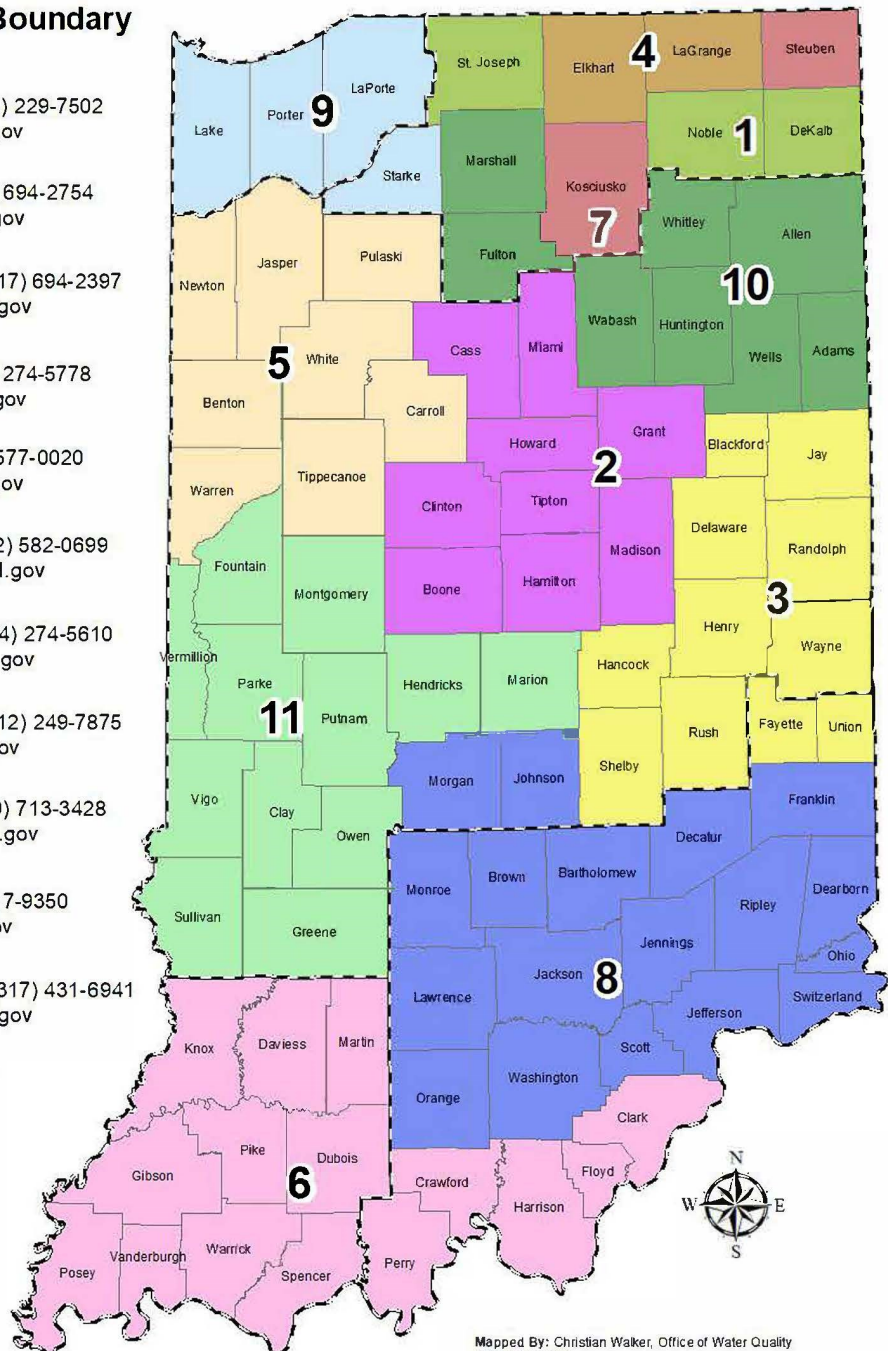 Boundary
) 229-7502
ov
694-2754
gov
17) 694-2397
gov
274-5778
gov
577-0020
ov
2) 582-0699
.gov
4) 274-5610
gov
12) 249-7875
ov
) 713-3428
.gov
7-9350
v
317) 431-6941
gov
St. Joseph
Elkhart
4
LaGrange
Steuben
LaPorte
Lake
Porter
9
Noble
1
DeKalb
Starke
Marshall
Kosciusko
7
Whitley
Allen
Newton
Jasper
Pulaski
Fulton
10
Wabash
Huntington
Wells
Adams
White
5
Cass
Miami
Benton
Carroll
Howard
Grant
Blackford
Jay
Warren
Tippecanoe
2
Clinton
Tipton
Madison
Delaware
Randolph
Fountain
Montgomery
Boone
Hamilton
3
Henry
Wayne
Vermillion
Parke
Hendricks
Marion
Hancock
11
Putnam
Rush
Fayette
Union
Shelby
Morgan
Johnson
Franklin
Vigo
Clay
Owen
Decatur
Monroe
Brown
Bartholomew
Ripley
Dearborn
Sullivan
Greene
Jennings
Ohio
Lawrence
Jackson
8
Switzerland
Jefferson
Knox
Daviess
Martin
Scott
Orange
Washington
Clark
Gibson
Pike
Dubois
6
Crawford
Floyd
Harrison
N
W
E
S
Posey
Vanderburgh
Warrick
Spencer
Perry
Mapped By: Christian Walker, Office of Water Quality